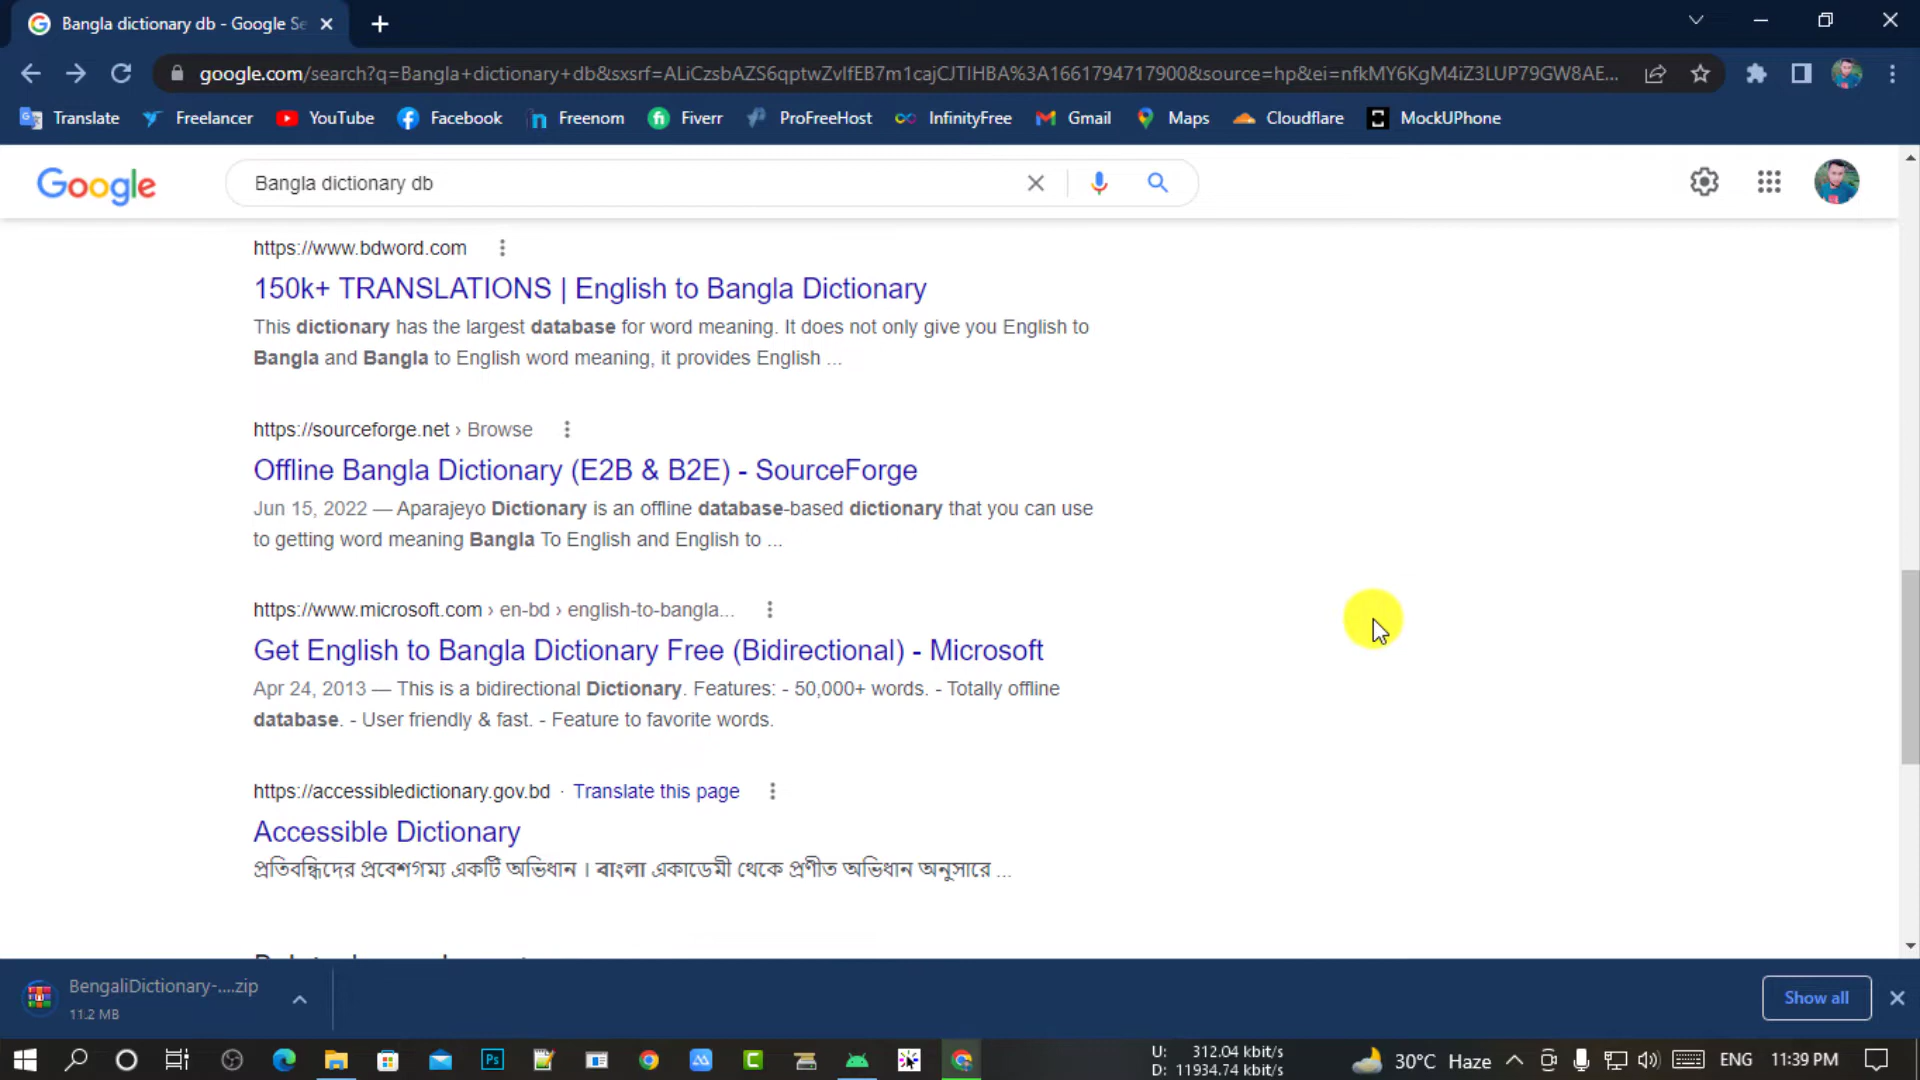 Bangla dictionary db - Google Se
google.com/search?q=Bangla+dictionary+db&sxsrf=ALiCzsbAZS6qptwZvIfEB7m1cajCJTIHBA%3A1661794717900&source=hp&ei=nfkMY6KgM4iZ3LUP79GW8AE...
Translate Freelancer YouTube Facebook Freenom Fiverr ProFreeHost InfinityFree Gmail Maps Cloudflare MockUPhone
Google Bangla dictionary db
https://www.bdword.com
150k+ TRANSLATIONS | English to Bangla Dictionary
This dictionary has the largest database for word meaning. It does not only give you English to
Bangla and Bangla to English word meaning, it provides English ...
https://sourceforge.net › Browse
Offline Bangla Dictionary (E2B & B2E) - SourceForge
Jun 15, 2022 — Aparajeyo Dictionary is an offline database-based dictionary that you can use
to getting word meaning Bangla To English and English to ...
https://www.microsoft.com › en-bd › english-to-bangla...
Get English to Bangla Dictionary Free (Bidirectional) - Microsoft
Apr 24, 2013 — This is a bidirectional Dictionary. Features: - 50,000+ words. - Totally offline
database. - User friendly & fast. - Feature to favorite words.
https://accessibledictionary.gov.bd · Translate this page
Accessible Dictionary
প্রতিবন্ধিদের প্রবেশগম্য একটি অভিধান । বাংলা একাডেমী থেকে প্রণীত অভিধান অনুসারে ...
BengaliDictionary-....zip
11.2 MB
Show all
Ps
U: 312.04 kbit/s
D: 11934.74 kbit/s
30°C Haze
ENG 11:39 PM